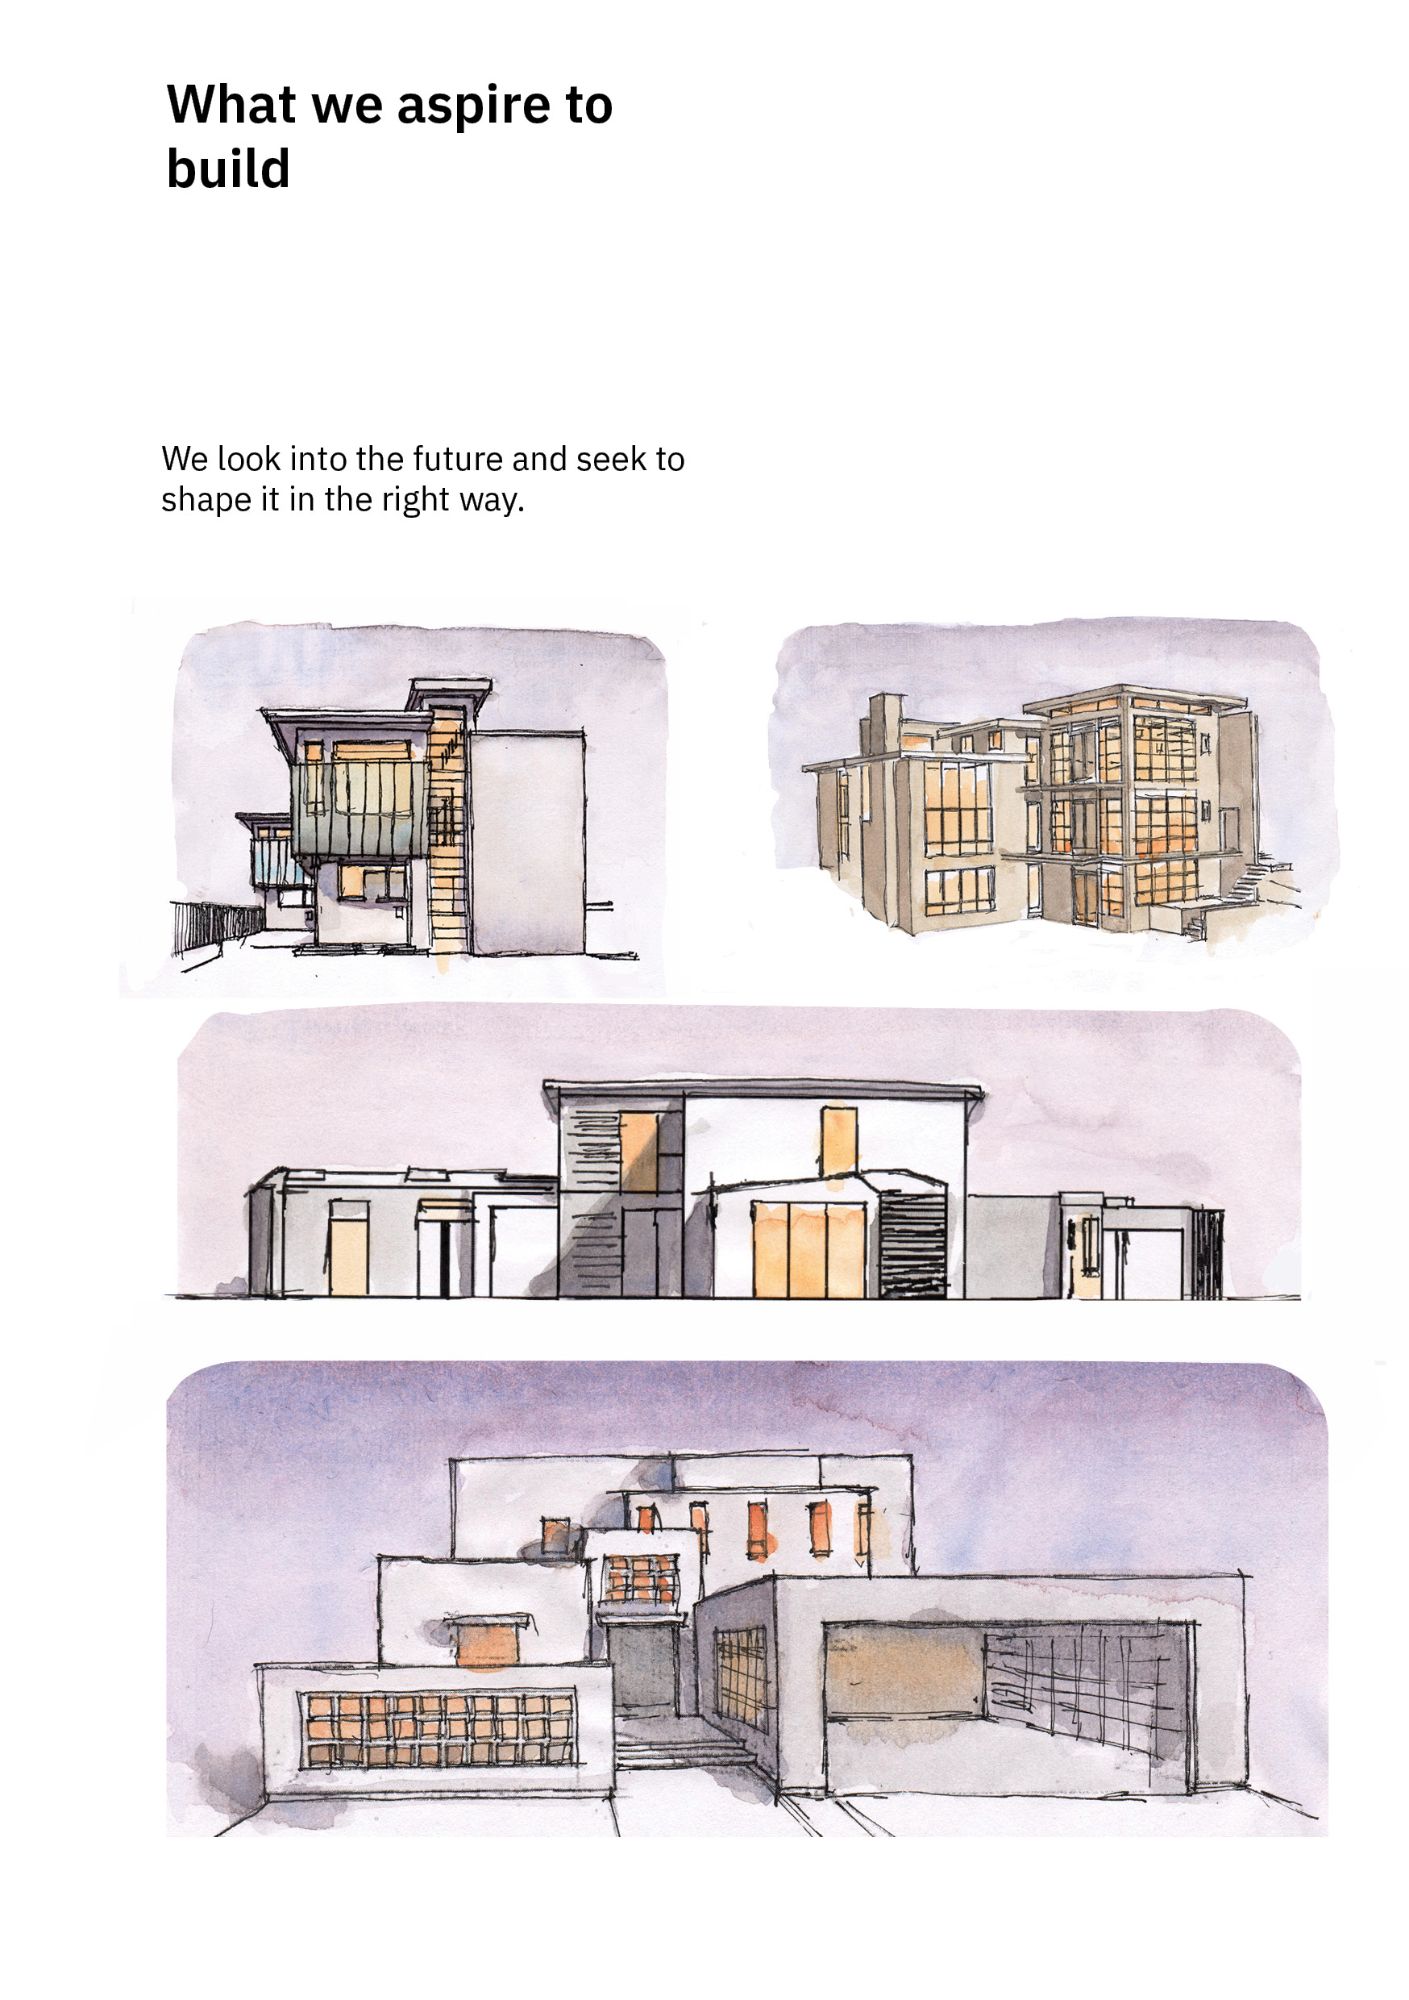 What we aspire to
build
We look into the future and seek to
shape it in the right way.